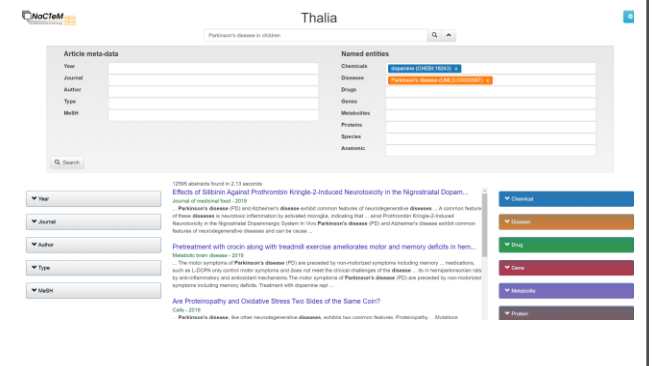 NaCTeM
Thalia
Parkinson's disease in children
Article meta-data
Year
Journal
Author
Type
MeSH
Named entities
Chemicals
dopamine (CHEBI:18243) x
Diseases
Parkinson's disease (UMLS:C0030567) x
Drugs
Genes
Metabolites
Proteins
Species
Anatomic
Search
12595 abstracts found in 2.13 seconds
Year
Journal
Author
Type
MeSH
Effects of Silibinin Against Prothrombin Kringle-2-Induced Neurotoxicity in the Nigrostriatal Dopam...
Journal of medicinal food - 2019
... Parkinson's disease (PD) and Alzheimer's disease exhibit common features of neurodegenerative diseases ... A common feature
of these diseases is neurotoxic inflammation by activated microglia, indicating that ... ainst Prothrombin Kringle-2-Induced
Neurotoxicity in the Nigrostriatal Dopaminergic System In Vivo.Parkinson's disease (PD) and Alzheimer's disease exhibit common
features of neurodegenerative diseases and can be cause ...
Pretreatment with crocin along with treadmill exercise ameliorates motor and memory deficits in hem...
Metabolic brain disease - 2019
... The motor symptoms of Parkinson's disease (PD) are preceded by non-motorized symptoms including memory ... medications,
such as L-DOPA only control motor symptoms and does not meet the clinical challenges of the disease ... its in hemiparkinsonian rats
by anti-inflammatory and antioxidant mechanisms.The motor symptoms of Parkinson's disease (PD) are preceded by non-motorized
symptoms including memory deficits. Treatment with dopamine repl ...
Are Proteinopathy and Oxidative Stress Two Sides of the Same Coin?
Cells - 2019
... Parkinson's disease, like other neurodegenerative diseases, exhibits two common features: Proteinopathy, ... Mutations
Chemical
Disease
Drug
Gene
Metabolite
Protein